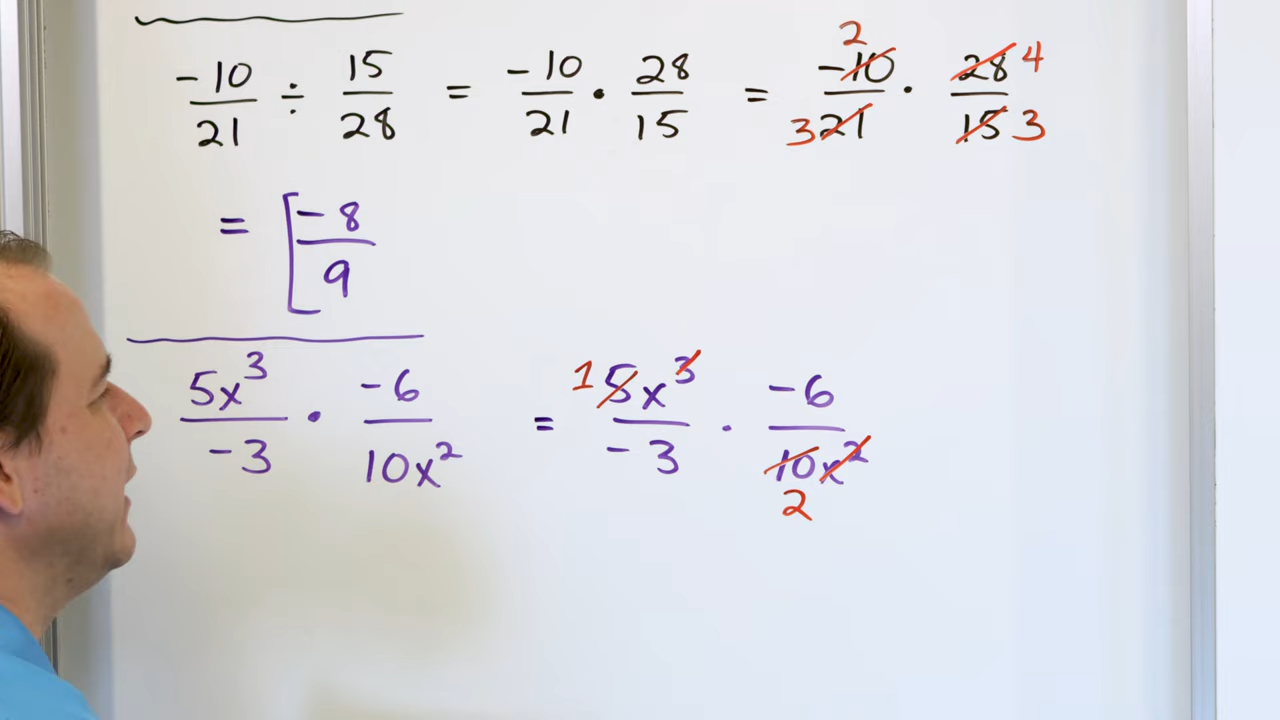 -10/21 ÷ 15/28 = -10/21 · 28/15 = 2 -10/3 21 · 28 4/15 3
= [-8/9
5x³/-3 · -6/10x² = 1 5x³/-3 · -6/10x² 2